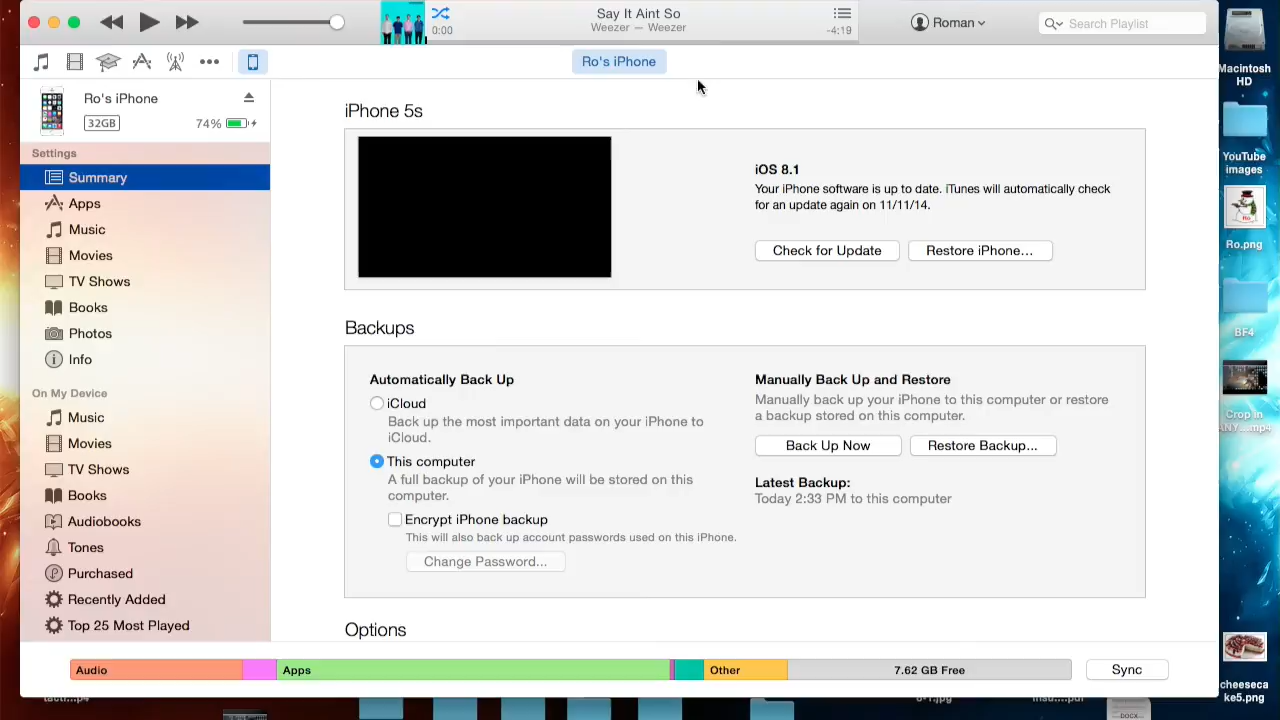 Say It Aint So
Weezer — Weezer
0:00
-4:19
Roman
Search Playlist
Ro's iPhone
Ro's iPhone
32GB
74%
Settings
Summary
Apps
Music
Movies
TV Shows
Books
Photos
Info
On My Device
Music
Movies
TV Shows
Books
Audiobooks
Tones
Purchased
Recently Added
Top 25 Most Played
iPhone 5s
iOS 8.1
Your iPhone software is up to date. iTunes will automatically check
for an update again on 11/11/14.
Check for Update
Restore iPhone...
Backups
Automatically Back Up
iCloud
Back up the most important data on your iPhone to
iCloud.
This computer
A full backup of your iPhone will be stored on this
computer.
Encrypt iPhone backup
This will also back up account passwords used on this iPhone.
Change Password...
Manually Back Up and Restore
Manually back up your iPhone to this computer or restore
a backup stored on this computer.
Back Up Now
Restore Backup...
Latest Backup:
Today 2:33 PM to this computer
Options
Audio
Apps
Other
7.62 GB Free
Sync
Macintosh
HD
YouTube
images
Ro
Ro.png
BF4
Crop in
ANY....mp4
cheeseca
ke5.png
DOCX